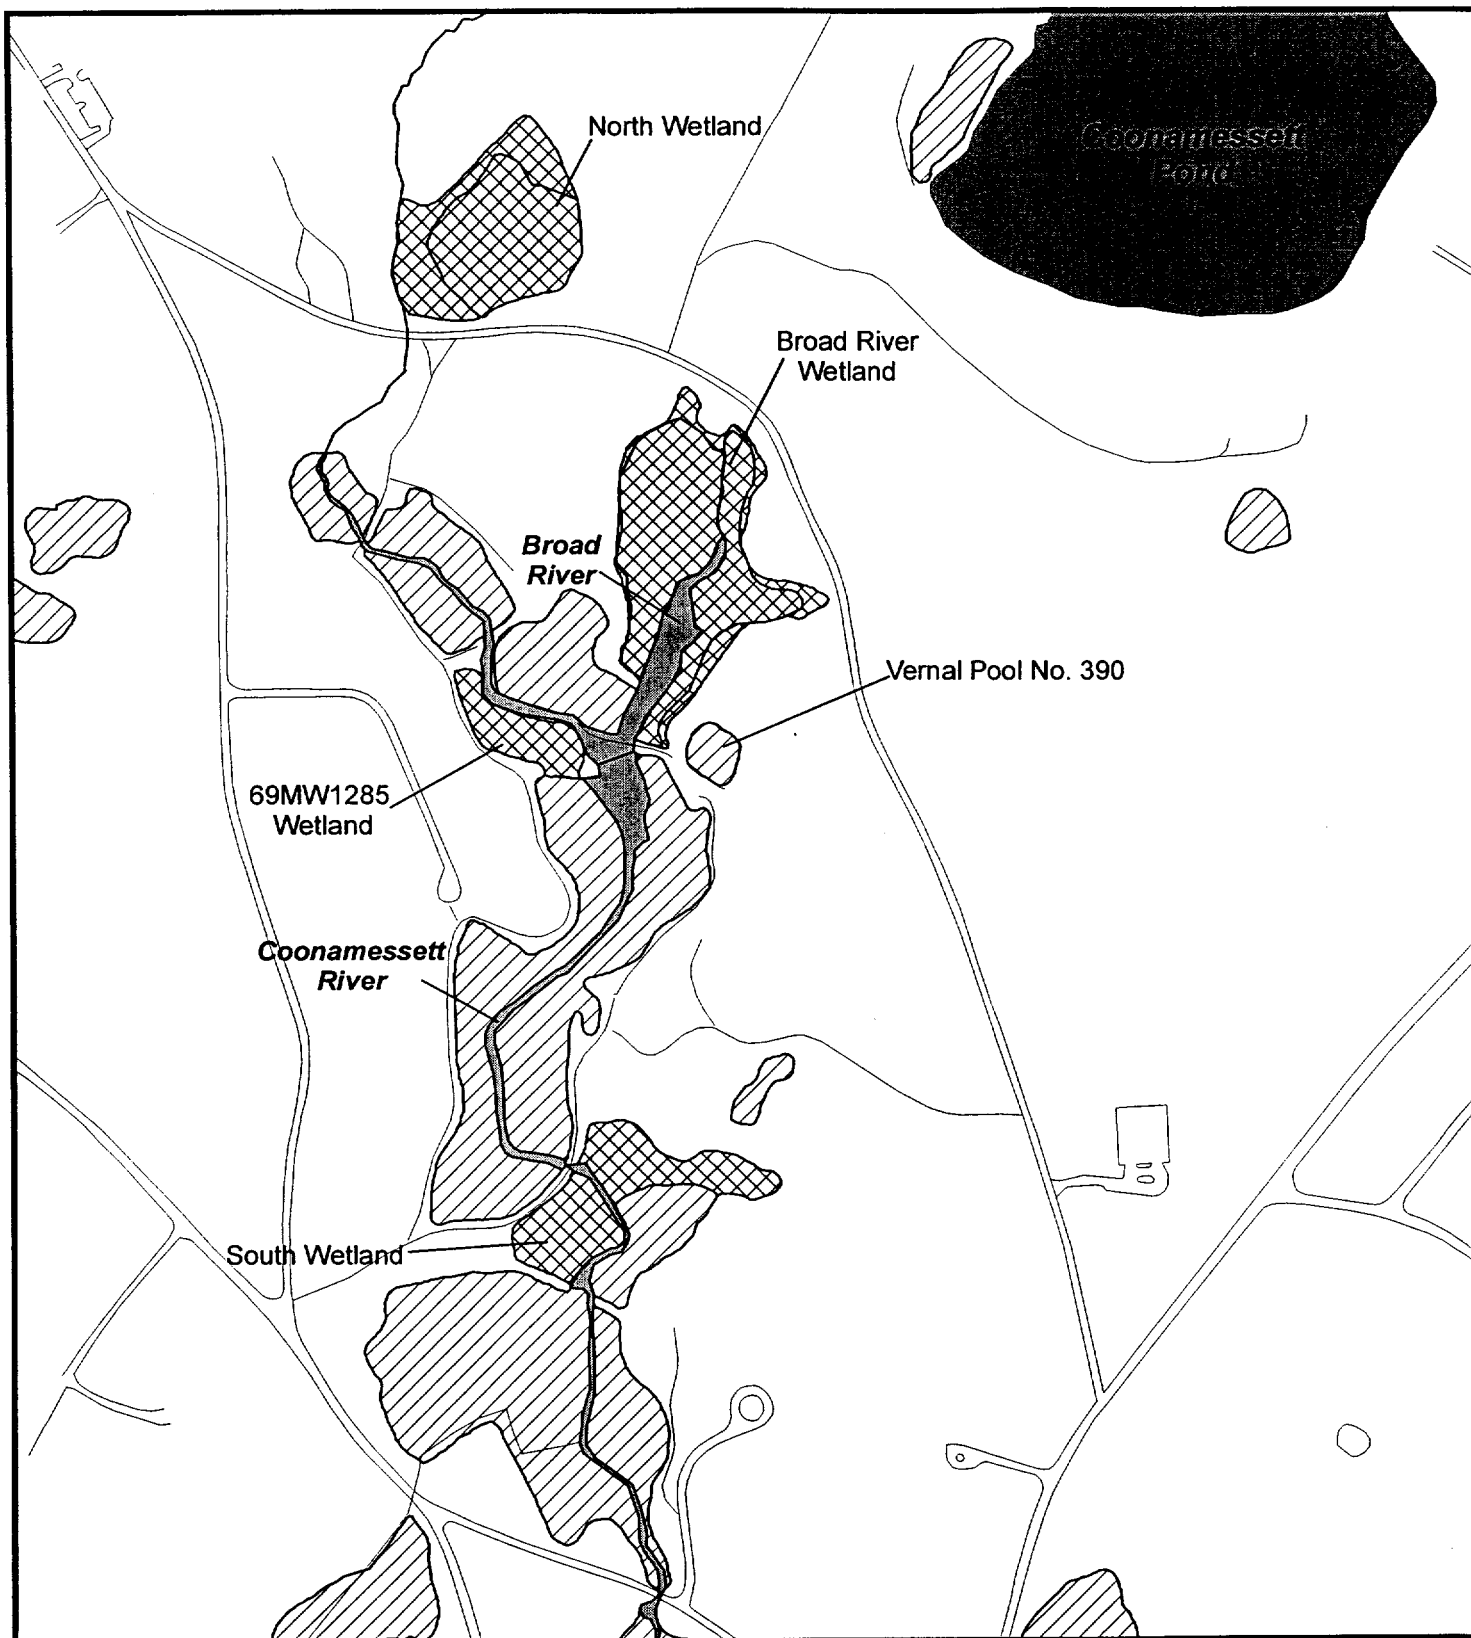 Coonamessett
Pond
North Wetland
Broad River
Wetland
Broad
River
Vernal Pool No. 390
69MW1285
Wetland
Coonamessett
River
South Wetland